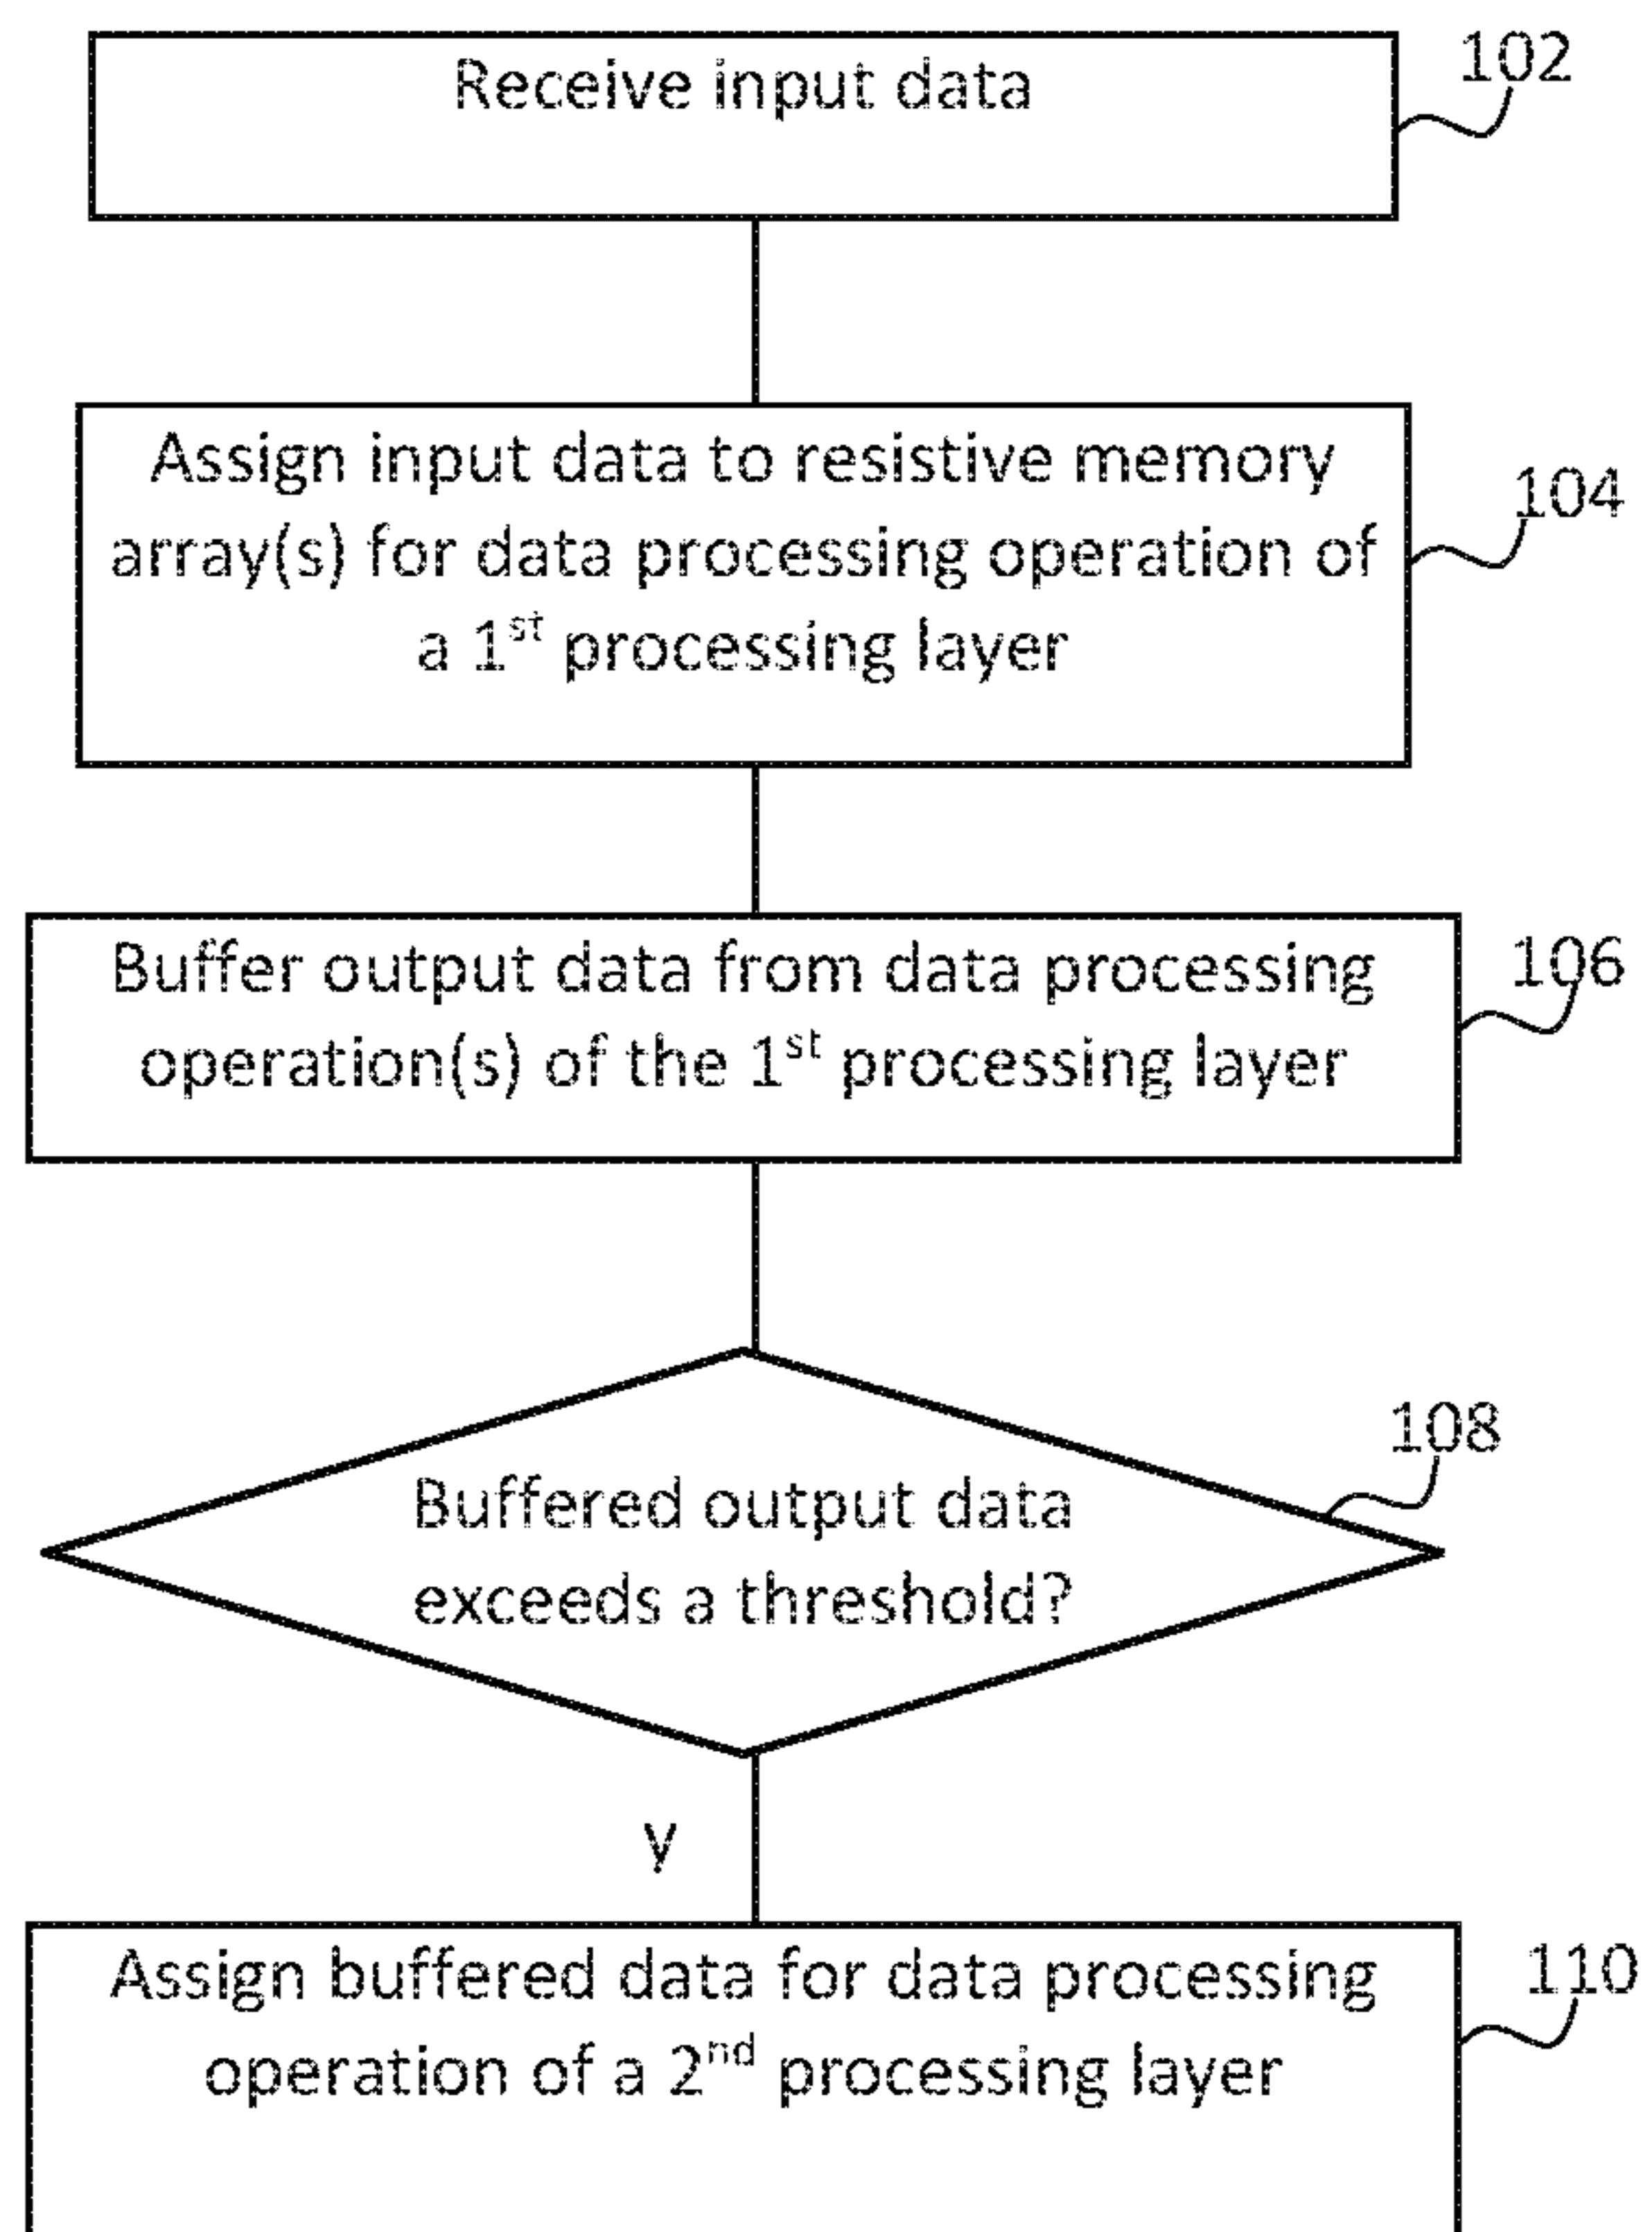 Receive input data
102
Assign input data to resistive memory
array(s) for data processing operation of
a 1st processing layer
104
Buffer output data from data processing
operation(s) of the 1st processing layer
106
Buffered output data
exceeds a threshold?
108
y
Assign buffered data for data processing
operation of a 2nd processing layer
110